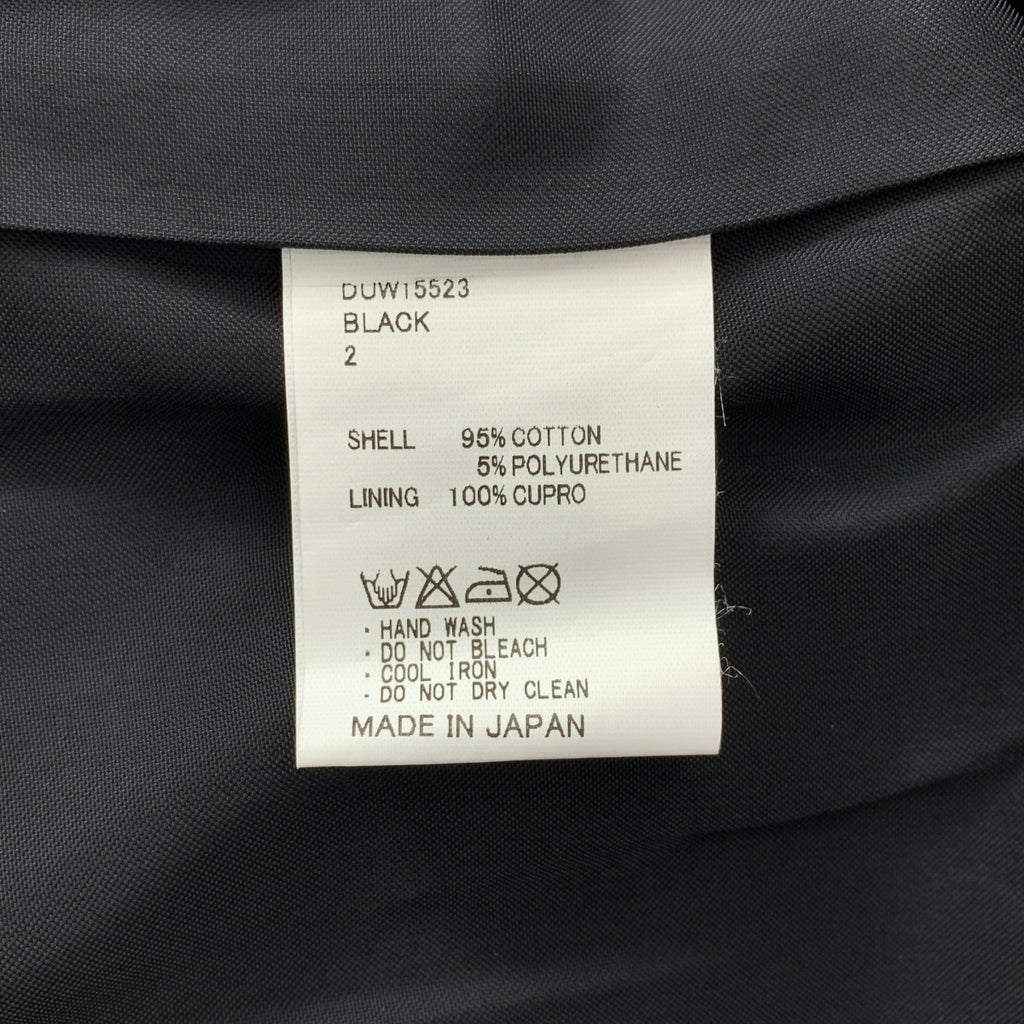 DUW15523
BLACK
2
SHELL 95% COTTON
5% POLYURETHANE
LINING 100% CUPRO
· HAND WASH
· DO NOT BLEACH
· COOL IRON
· DO NOT DRY CLEAN
MADE IN JAPAN